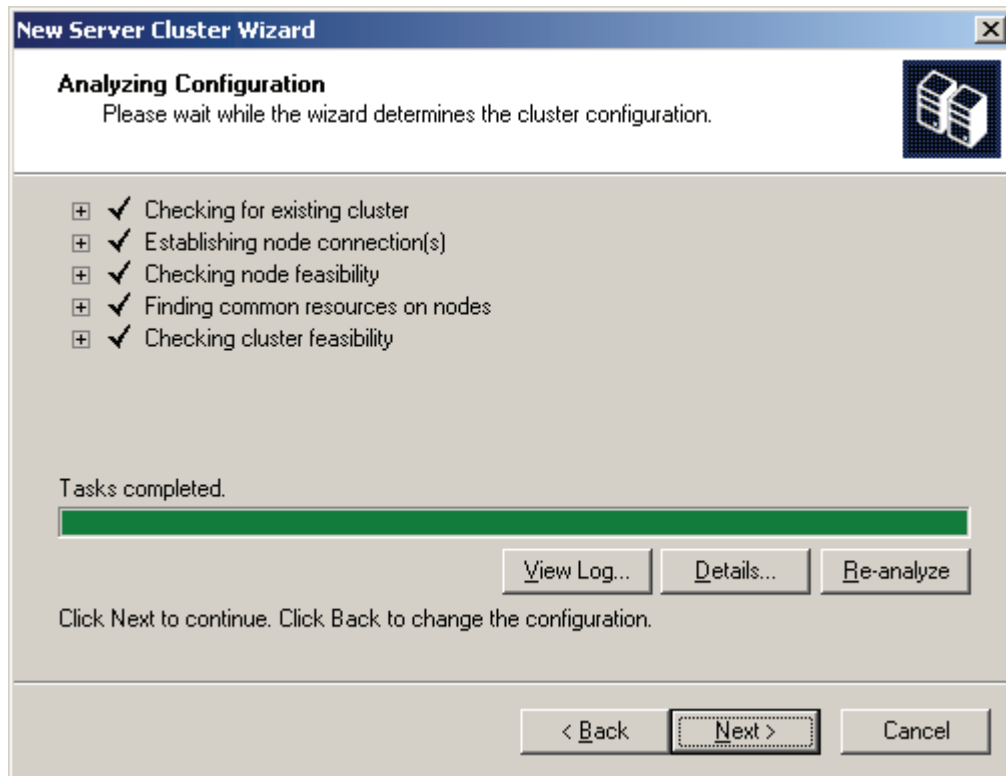 New Server Cluster Wizard
Analyzing Configuration
Please wait while the wizard determines the cluster configuration.
Checking for existing cluster
Establishing node connection(s)
Checking node feasibility
Finding common resources on nodes
Checking cluster feasibility
Tasks completed.
View Log... Details... Re-analyze
Click Next to continue. Click Back to change the configuration.
< Back Next > Cancel